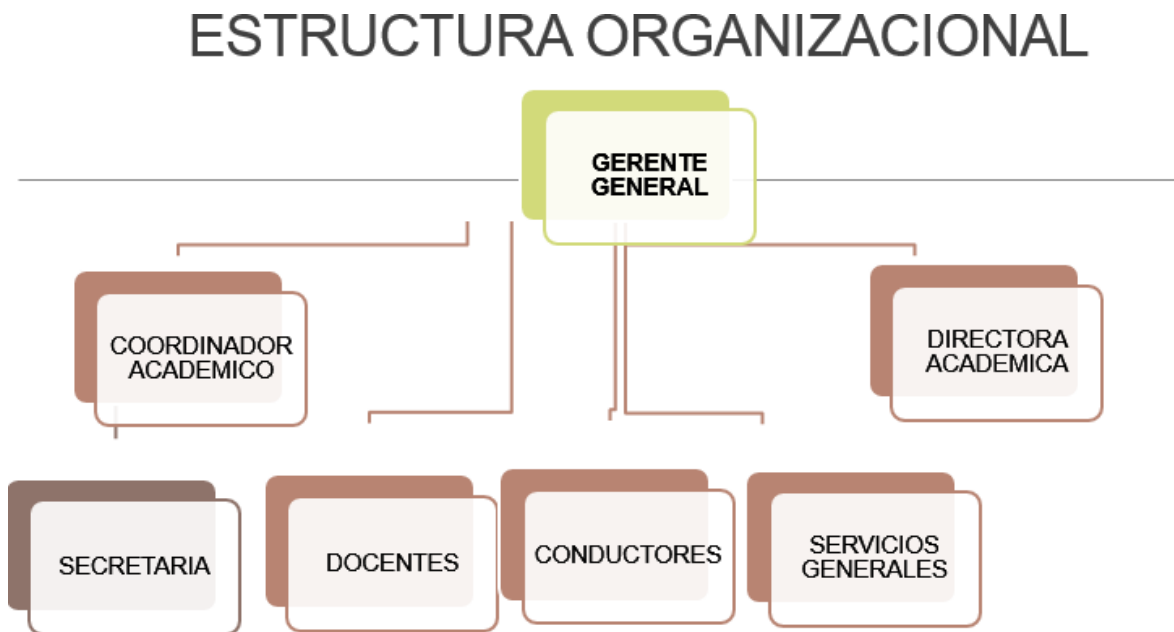 ESTRUCTURA ORGANIZACIONAL
GERENTE
GENERAL
COORDINADOR
ACADEMICO
DIRECTORA
ACADEMICA
SECRETARIA
DOCENTES
CONDUCTORES
SERVICIOS
GENERALES